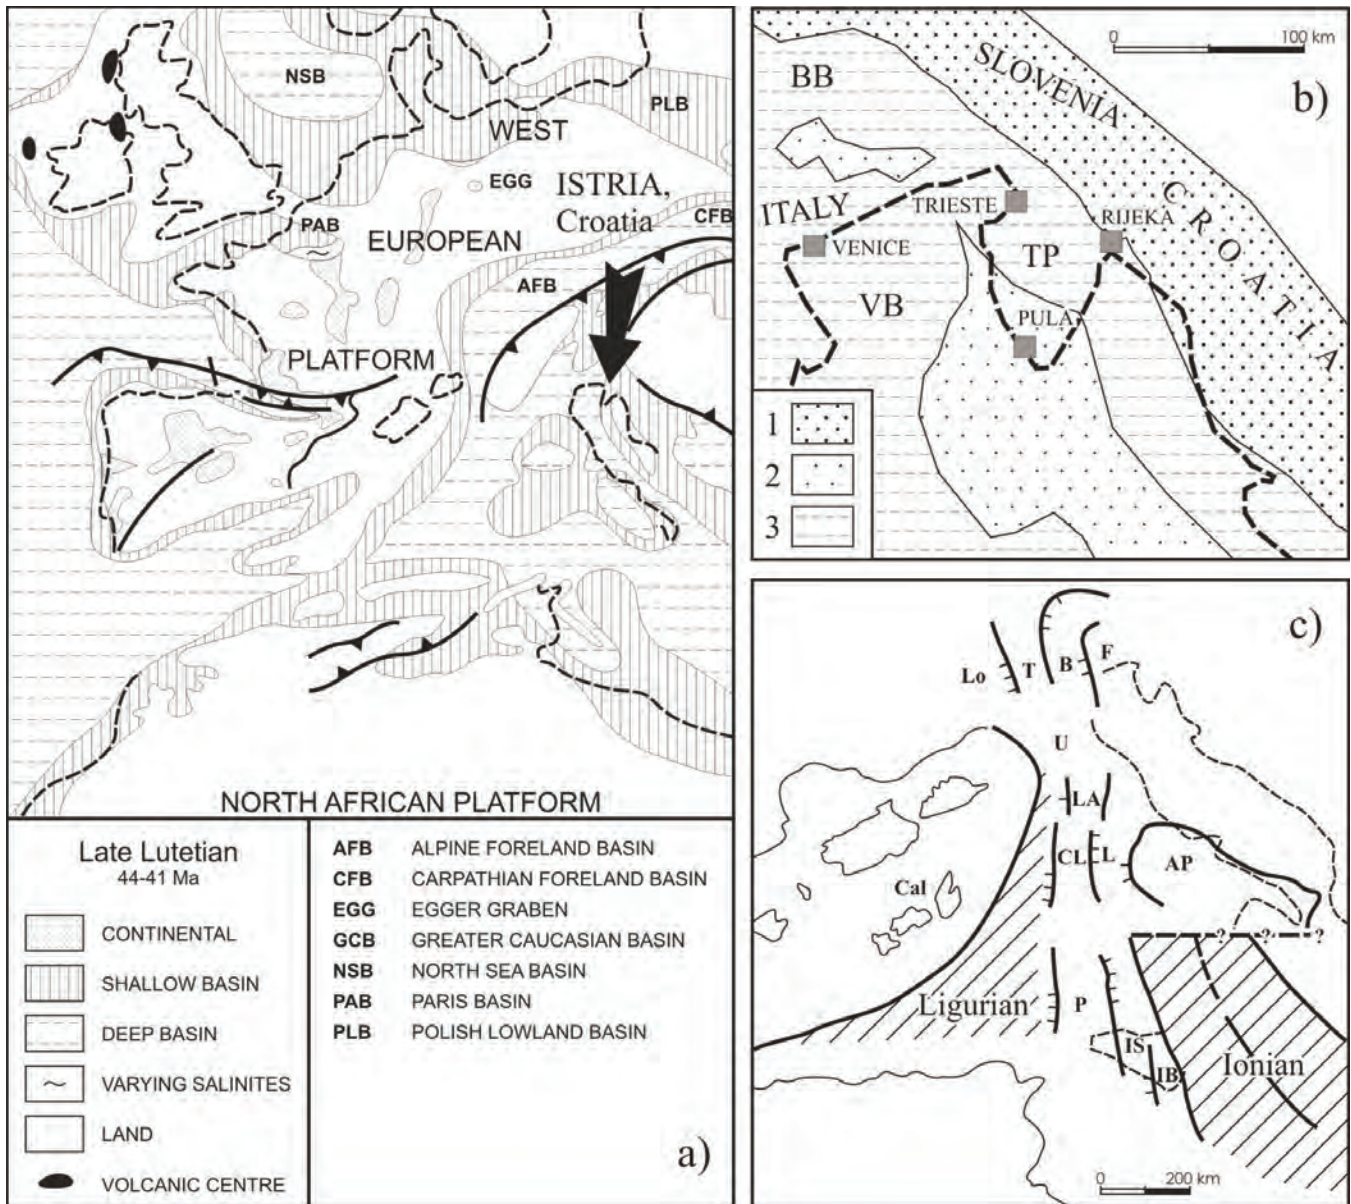 NSB
PLB
WEST
EGG
ISTRIA,
Croatia
CFB
PAB
EUROPEAN
AFB
PLATFORM
NORTH AFRICAN PLATFORM
Late Lutetian
44-41 Ma
CONTINENTAL
SHALLOW BASIN
DEEP BASIN
VARYING SALINITES
LAND
VOLCANIC CENTRE
AFB ALPINE FORELAND BASIN
CFB CARPATHIAN FORELAND BASIN
EGG EGGER GRABEN
GCB GREATER CAUCASIAN BASIN
NSB NORTH SEA BASIN
PAB PARIS BASIN
PLB POLISH LOWLAND BASIN
a)
0 100 km
b)
SLOVENIA
CROATIA
BB
ITALY
TRIESTE
RIJEKA
VENICE
TP
VB
PULA
1
2
3
c)
Lo T B F
U
LA
CL L AP
Cal
? ? ?
Ligurian
P
IS
IB
Ionian
0 200 km